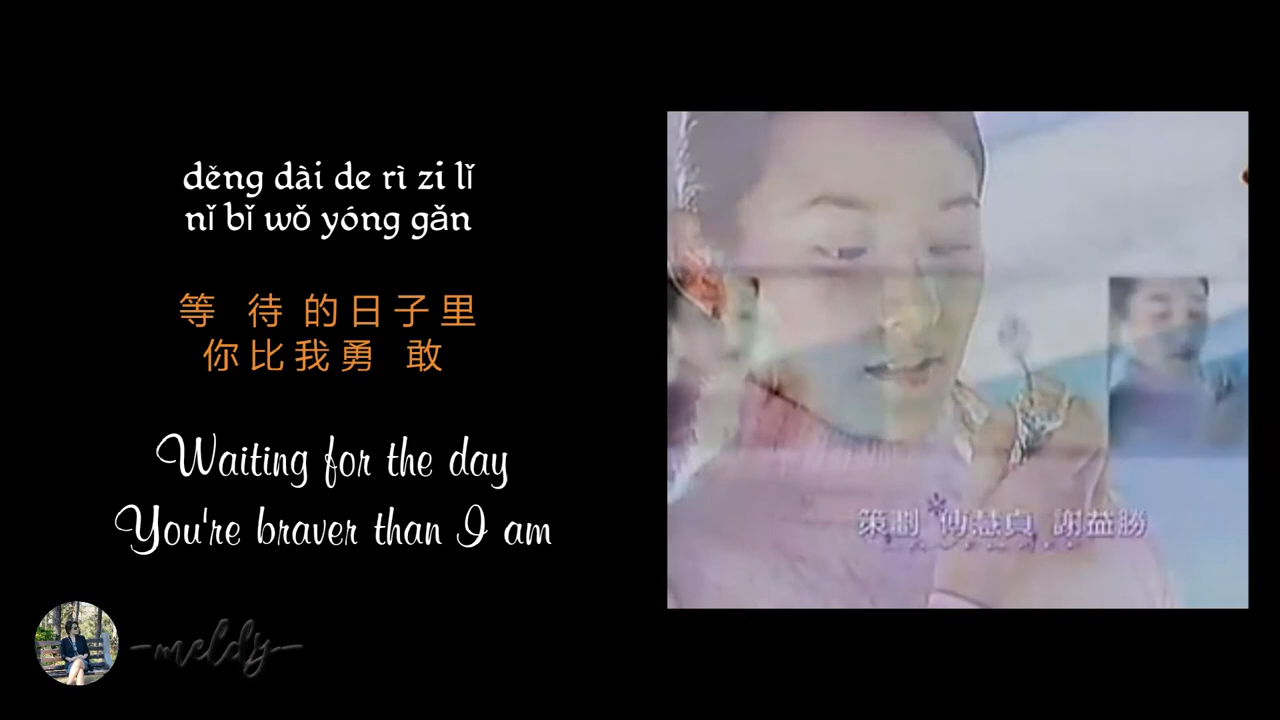 děng dài de rì zi lǐ
nǐ bǐ wǒ yóng gǎn
等 待 的日子里
你比我勇 敢
Waiting for the day
You're braver than I am
-meldy-
策劃 傅慧貞 謝益勝